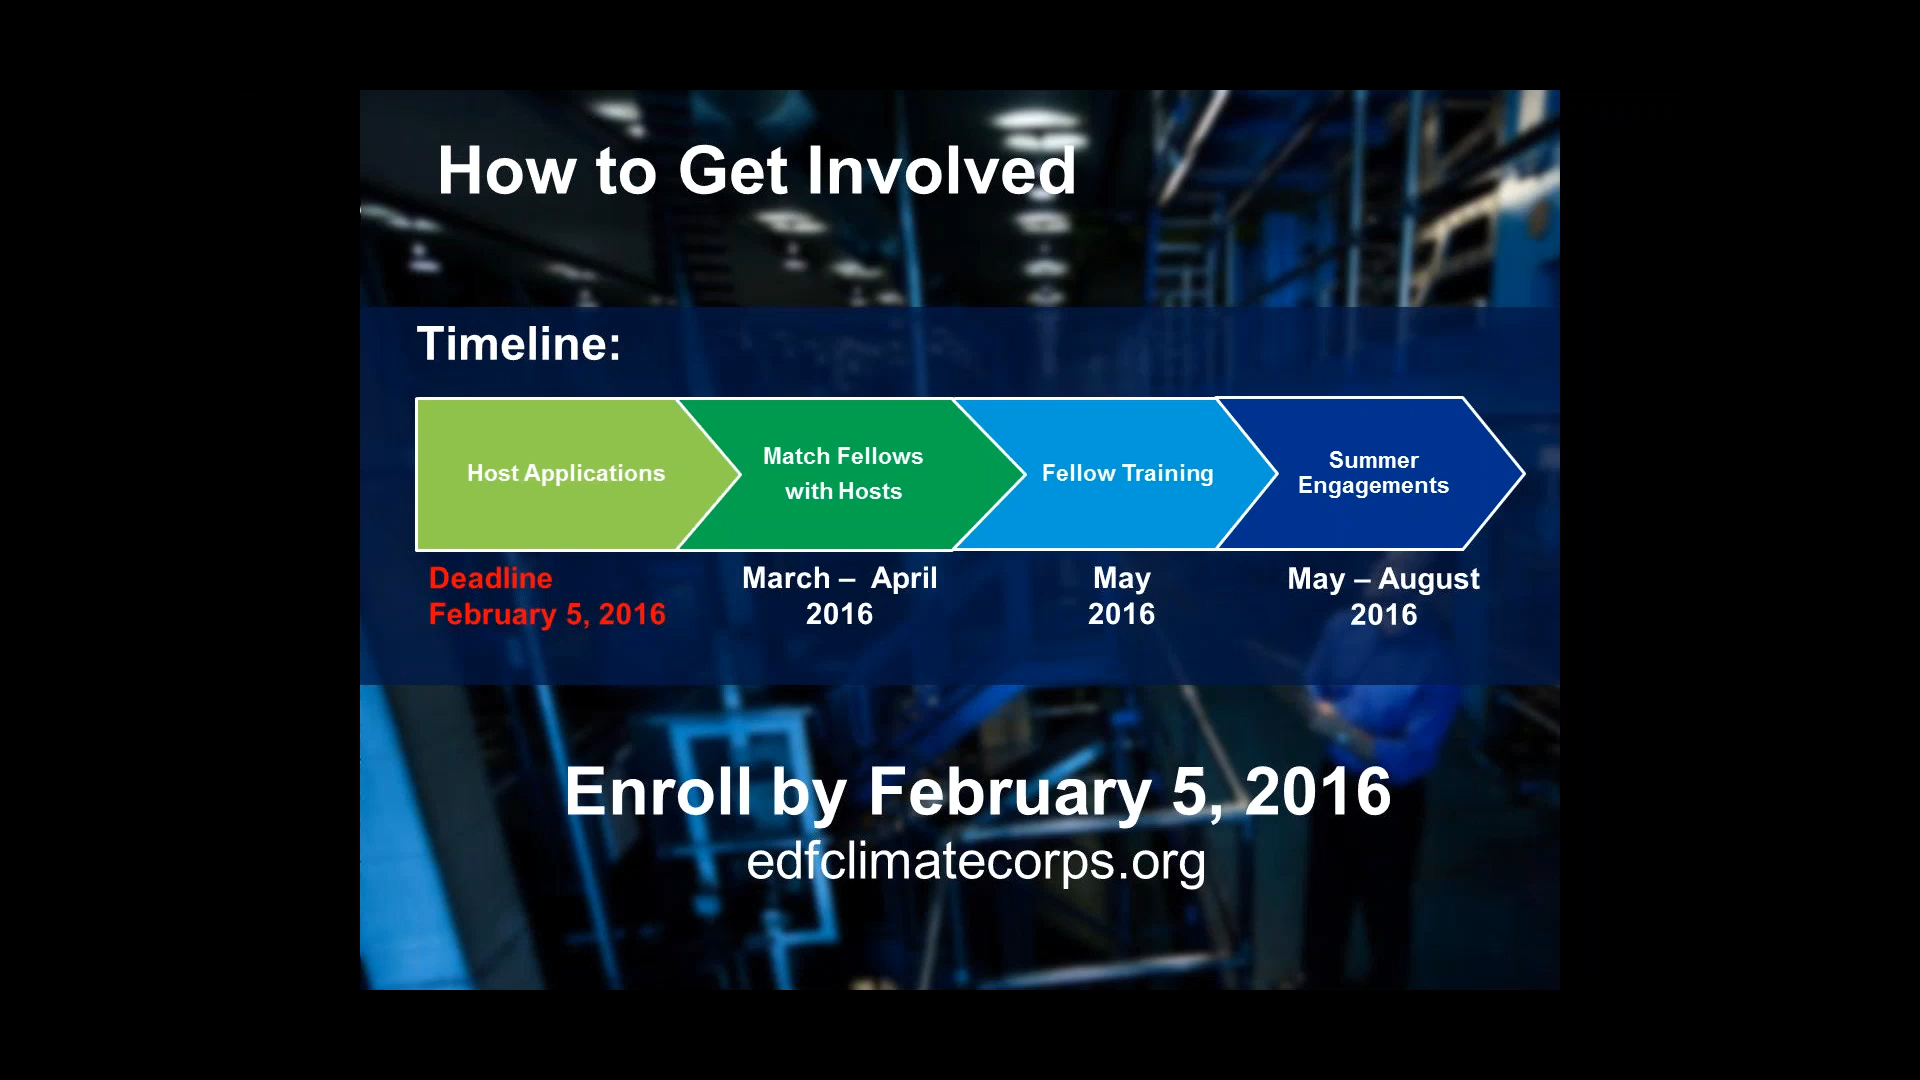 How to Get Involved
Timeline:
Host Applications
Match Fellows
with Hosts
Fellow Training
Summer
Engagements
Deadline
February 5, 2016
March – April
2016
May
2016
May – August
2016
Enroll by February 5, 2016
edfclimatecorps.org